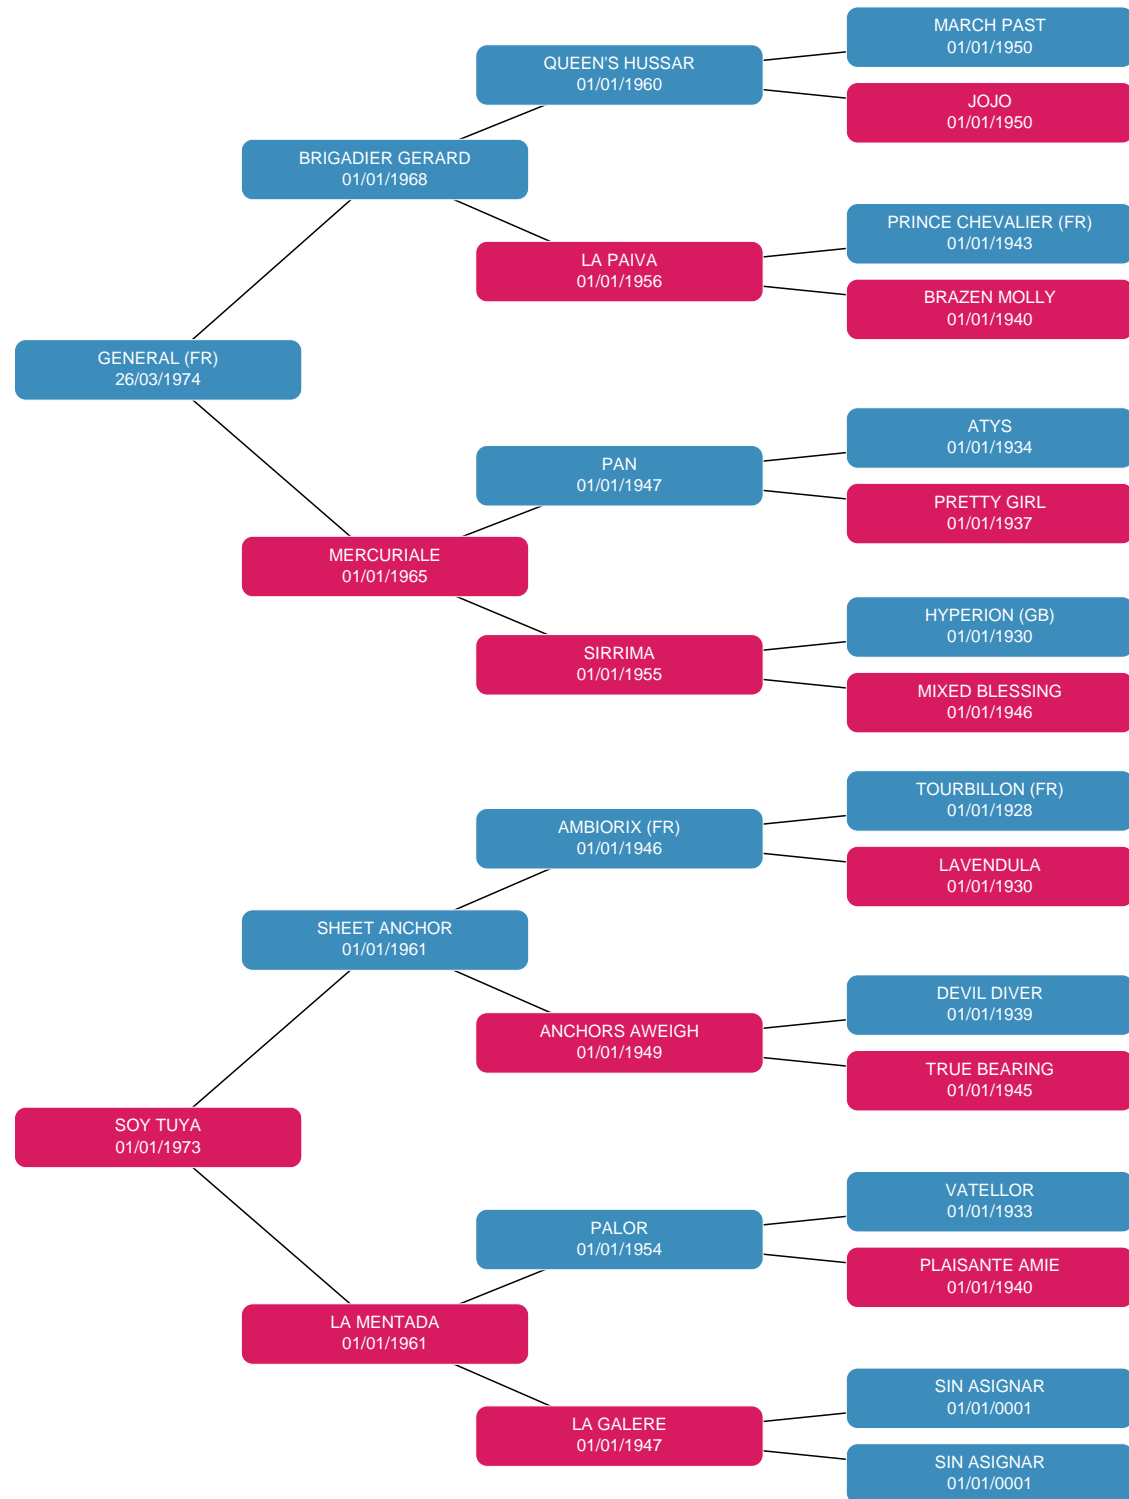 MARCH PAST
01/01/1950
QUEEN'S HUSSAR
01/01/1960
JOJO
01/01/1950
BRIGADIER GERARD
01/01/1968
PRINCE CHEVALIER (FR)
01/01/1943
LA PAIVA
01/01/1956
BRAZEN MOLLY
01/01/1940
GENERAL (FR)
26/03/1974
ATYS
01/01/1934
PAN
01/01/1947
PRETTY GIRL
01/01/1937
MERCURIALE
01/01/1965
HYPERION (GB)
01/01/1930
SIRRIMA
01/01/1955
MIXED BLESSING
01/01/1946
TOURBILLON (FR)
01/01/1928
AMBIORIX (FR)
01/01/1946
LAVENDULA
01/01/1930
SHEET ANCHOR
01/01/1961
DEVIL DIVER
01/01/1939
ANCHORS AWEIGH
01/01/1949
TRUE BEARING
01/01/1945
SOY TUYA
01/01/1973
VATELLOR
01/01/1933
PALOR
01/01/1954
PLAISANTE AMIE
01/01/1940
LA MENTADA
01/01/1961
SIN ASIGNAR
01/01/0001
LA GALERE
01/01/1947
SIN ASIGNAR
01/01/0001